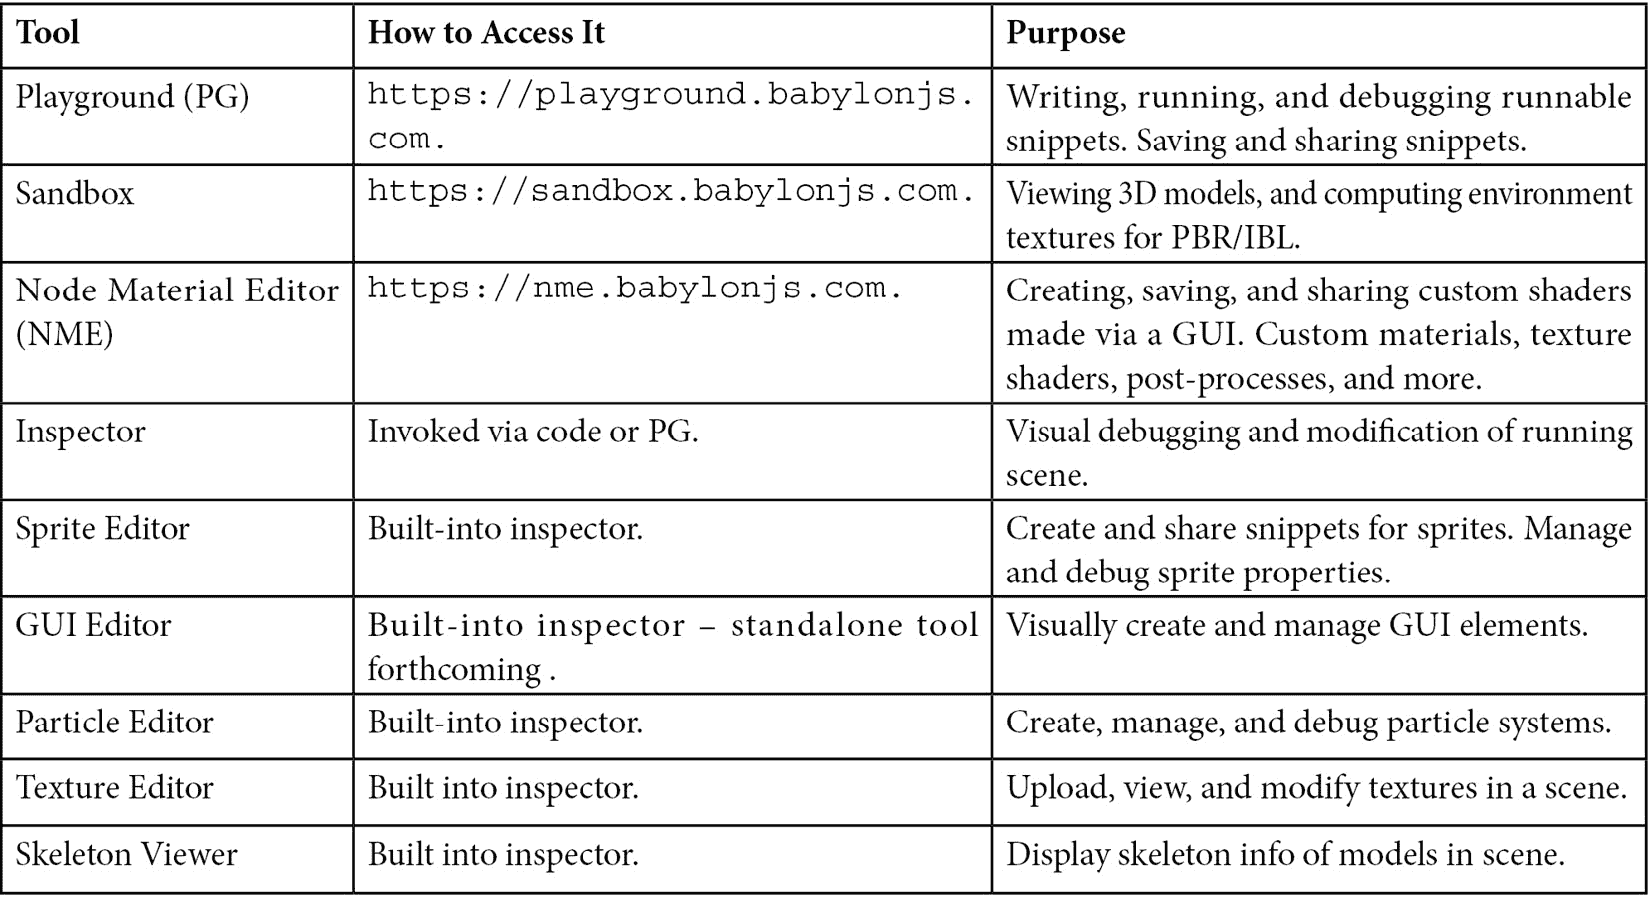 Tool
How to Access It
Purpose
Playground (PG)
https://playground.babylonjs.
com.
Writing, running, and debugging runnable
snippets. Saving and sharing snippets.
Sandbox
https://sandbox.babylonjs.com.
Viewing 3D models, and computing environment
textures for PBR/IBL.
Node Material Editor
(NME)
https://nme.babylonjs.com.
Creating, saving, and sharing custom shaders
made via a GUI. Custom materials, texture
shaders, post-processes, and more.
Inspector
Invoked via code or PG.
Visual debugging and modification of running
scene.
Sprite Editor
Built-into inspector.
Create and share snippets for sprites. Manage
and debug sprite properties.
GUI Editor
Built-into inspector – standalone tool
forthcoming .
Visually create and manage GUI elements.
Particle Editor
Built-into inspector.
Create, manage, and debug particle systems.
Texture Editor
Built into inspector.
Upload, view, and modify textures in a scene.
Skeleton Viewer
Built into inspector.
Display skeleton info of models in scene.